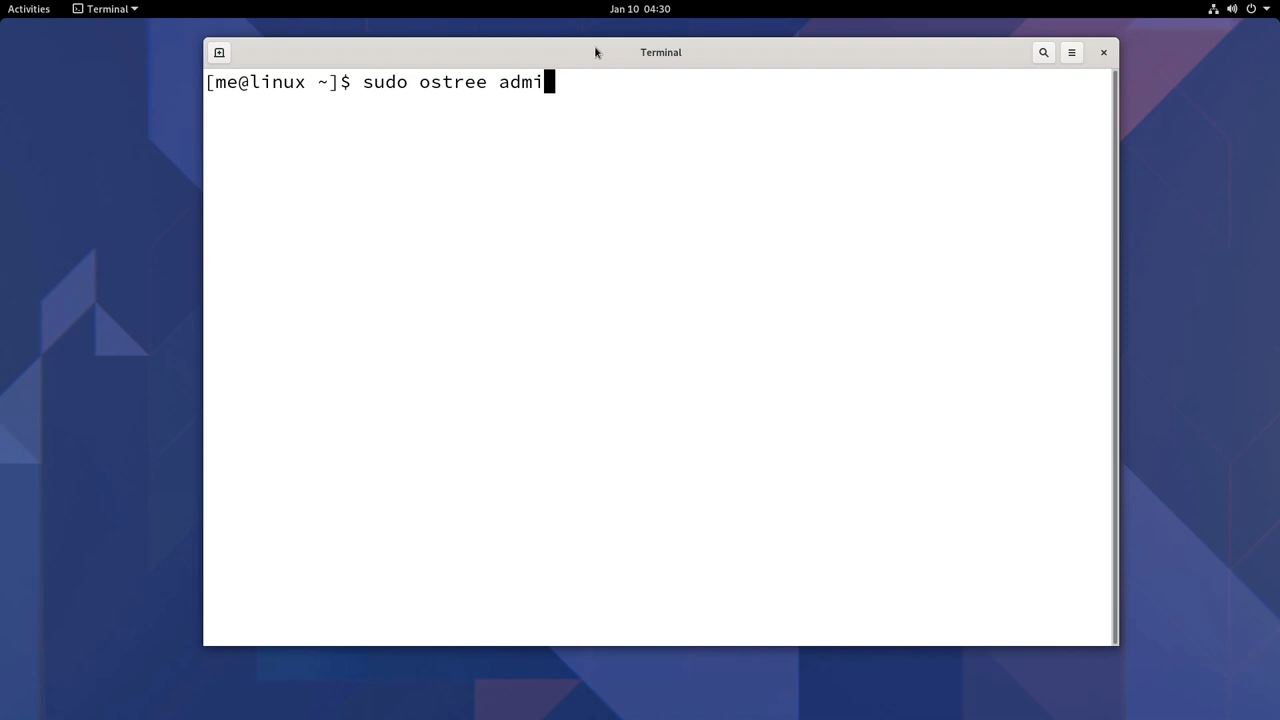 Activities
Terminal
Jan 10 04:30
Terminal
[me@linux ~]$ sudo ostree admi